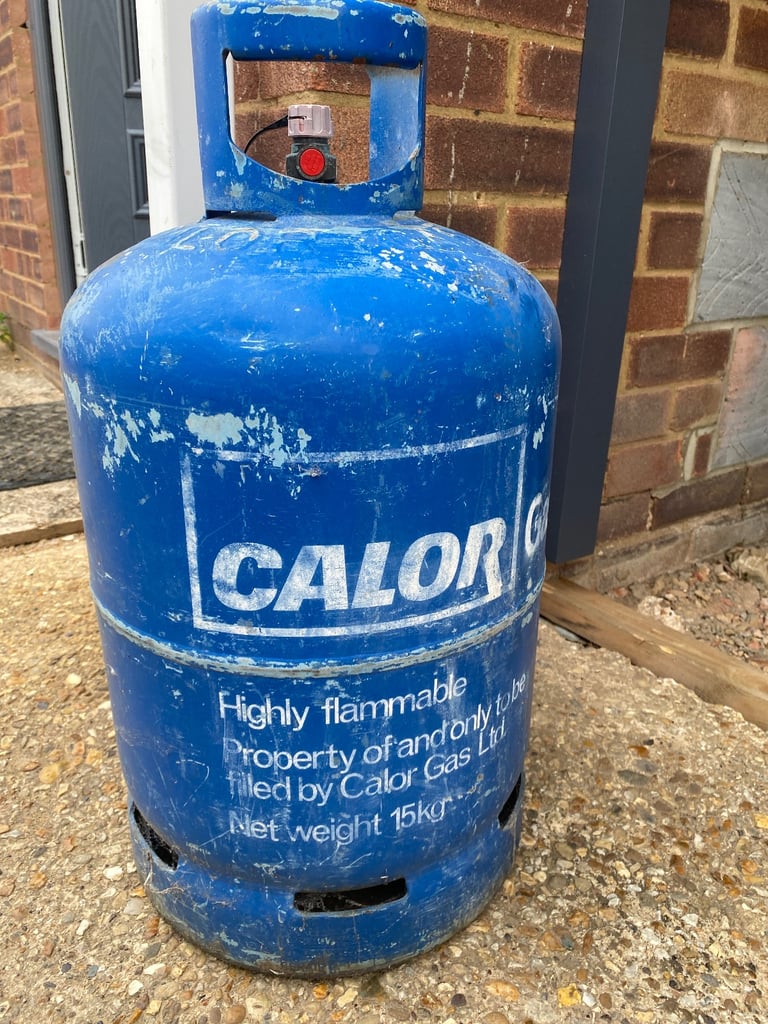 CALOR
Highly flammable
Property of and only to be
filled by Calor Gas Ltd.
Net weight 15kg